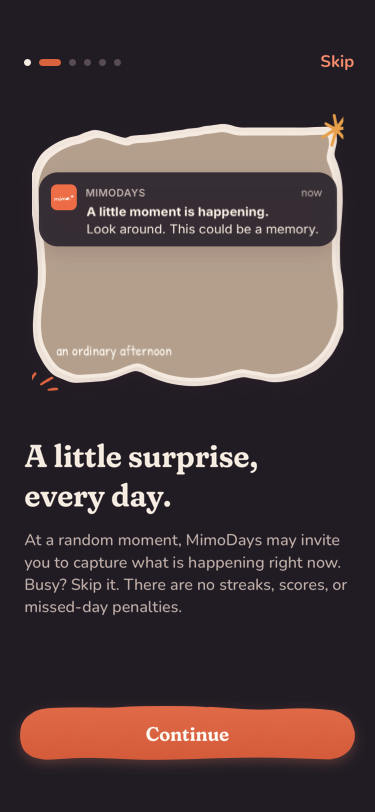 Skip
mimo
MIMODAYS now
A little moment is happening.
Look around. This could be a memory.
an ordinary afternoon
A little surprise,
every day.
At a random moment, MimoDays may invite
you to capture what is happening right now.
Busy? Skip it. There are no streaks, scores, or
missed-day penalties.
Continue